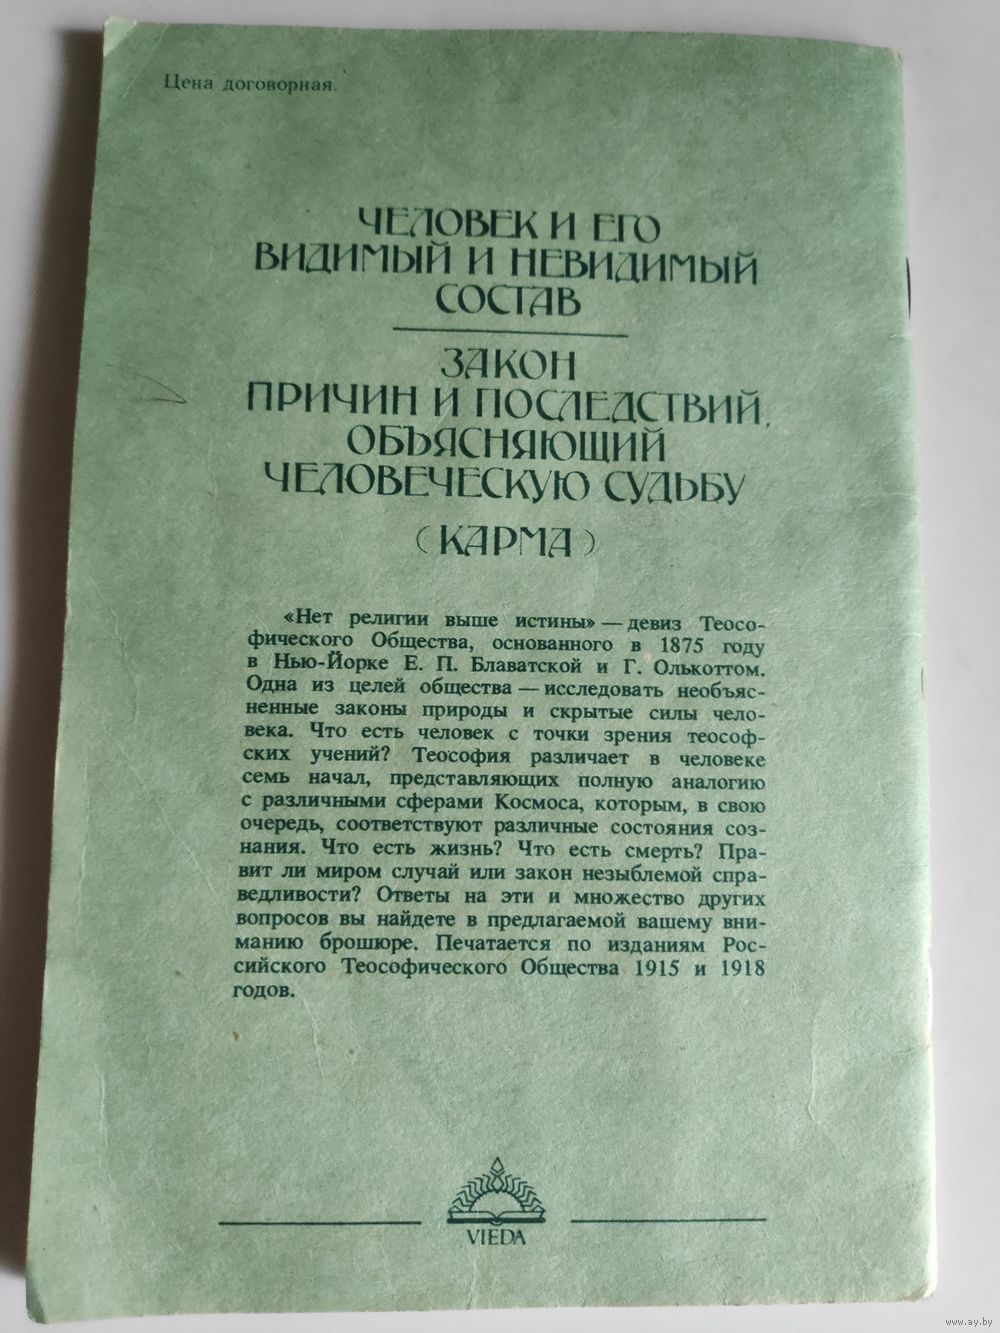 Цена договорная.
ЧЕЛОВЕК И ЕГО
ВИДИМЫЙ И НЕВИДИМЫЙ
СОСТАВ
ЗАКОН
ПРИЧИН И ПОСЛЕДСТВИЙ,
ОБЪЯСНЯЮЩИЙ
ЧЕЛОВЕЧЕСКУЮ СУДЬБУ
(КАРМА)
«Нет религии выше истины» — девиз Теосо-
фического Общества, основанного в 1875 году
в Нью-Йорке Е. П. Блаватской и Г. Олькоттом.
Одна из целей общества — исследовать необъяс-
ненные законы природы и скрытые силы чело-
века. Что есть человек с точки зрения теософ-
ских учений? Теософия различает в человеке
семь начал, представляющих полную аналогию
с различными сферами Космоса, которым, в свою
очередь, соответствуют различные состояния соз-
нания. Что есть жизнь? Что есть смерть? Пра-
вит ли миром случай или закон незыблемой спра-
ведливости? Ответы на эти и множество других
вопросов вы найдете в предлагаемой вашему вни-
манию брошюре. Печатается по изданиям Рос-
сийского Теософического Общества 1915 и 1918
годов.
VIEDA
www.ay.by